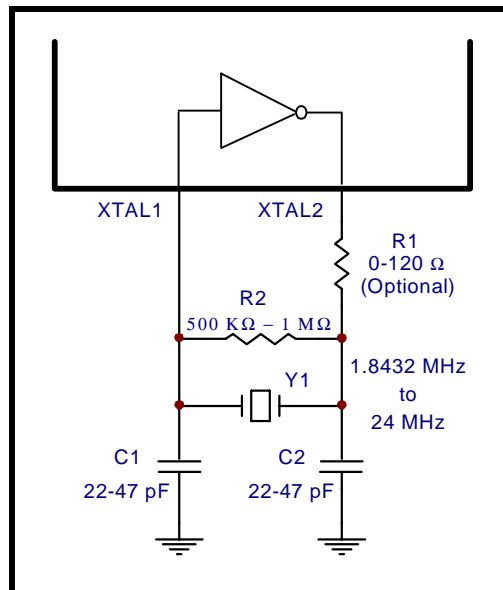 XTAL1
XTAL2
R1
0-120 Ω
(Optional)
R2
500 KΩ – 1 MΩ
Y1
1.8432 MHz
to
24 MHz
C1
22-47 pF
C2
22-47 pF